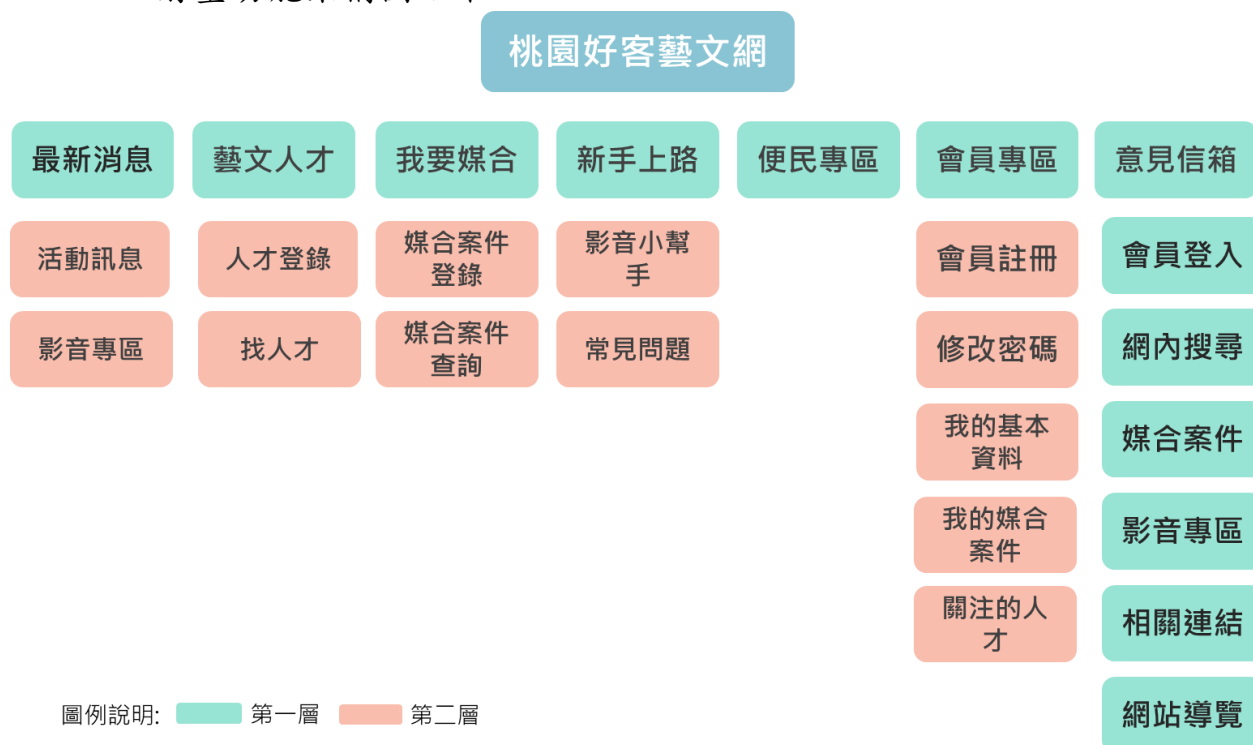 桃園好客藝文網
最新消息 藝文人才 我要媒合 新手上路 便民專區 會員專區 意見信箱
活動訊息 人才登錄 媒合案件
登錄 影音小幫
手 會員註冊 會員登入
影音專區 找人才 媒合案件
查詢 常見問題 修改密碼 網內搜尋
我的基本
資料 媒合案件
我的媒合
案件 影音專區
關注的人
才 相關連結
圖例說明: 第一層 第二層 網站導覽